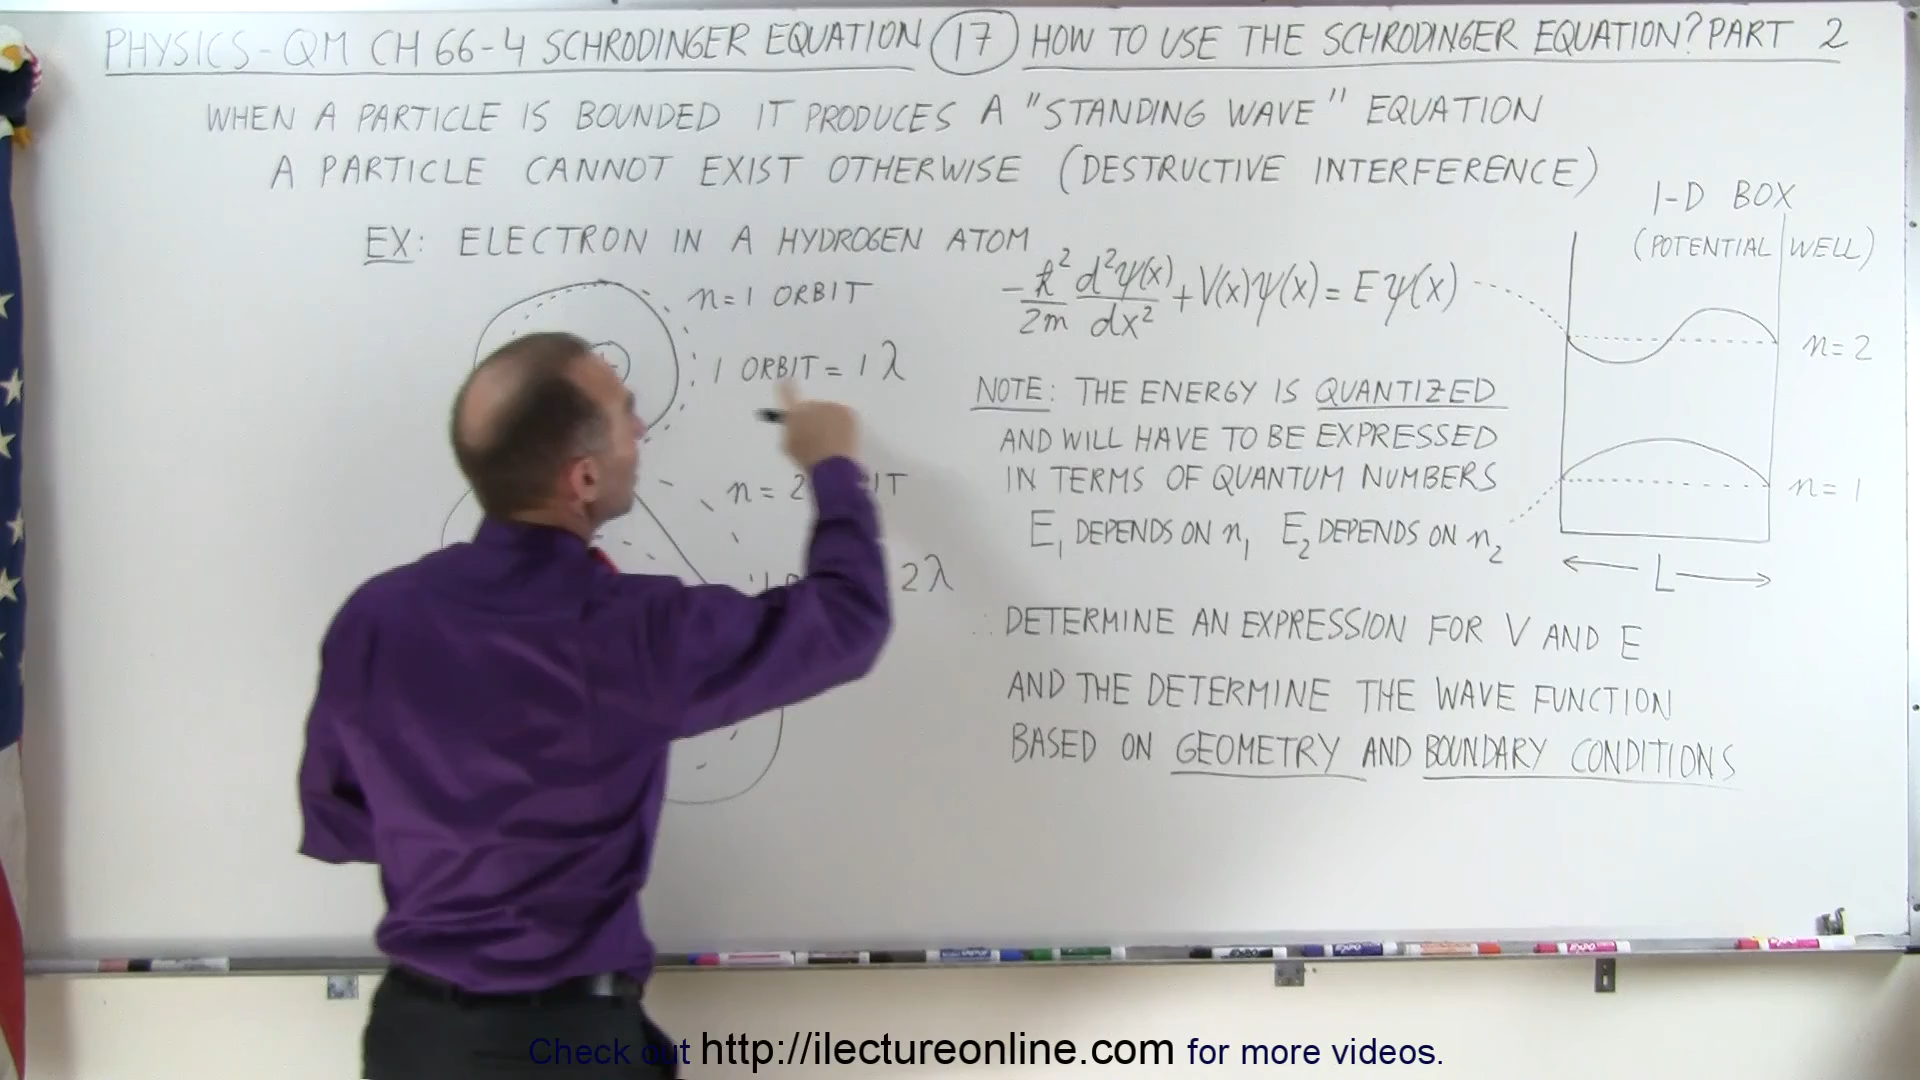 PHYSICS - QM CH 66-4 SCHRODINGER EQUATION 17 HOW TO USE THE SCHRODINGER EQUATION? PART 2
WHEN A PARTICLE IS BOUNDED IT PRODUCES A "STANDING WAVE" EQUATION
A PARTICLE CANNOT EXIST OTHERWISE (DESTRUCTIVE INTERFERENCE)
EX: ELECTRON IN A HYDROGEN ATOM
n=1 ORBIT
1 ORBIT = 1λ
n=2
2λ
-ℏ²/2m d²ψ(x)/dx² + V(x)ψ(x) = Eψ(x)
NOTE: THE ENERGY IS QUANTIZED
AND WILL HAVE TO BE EXPRESSED
IN TERMS OF QUANTUM NUMBERS
E₁ DEPENDS ON n₁ E₂ DEPENDS ON n₂
DETERMINE AN EXPRESSION FOR V AND E
AND THE DETERMINE THE WAVE FUNCTION
BASED ON GEOMETRY AND BOUNDARY CONDITIONS
1-D BOX
(POTENTIAL WELL)
n=2
n=1
L
Check out http://ilectureonline.com for more videos.